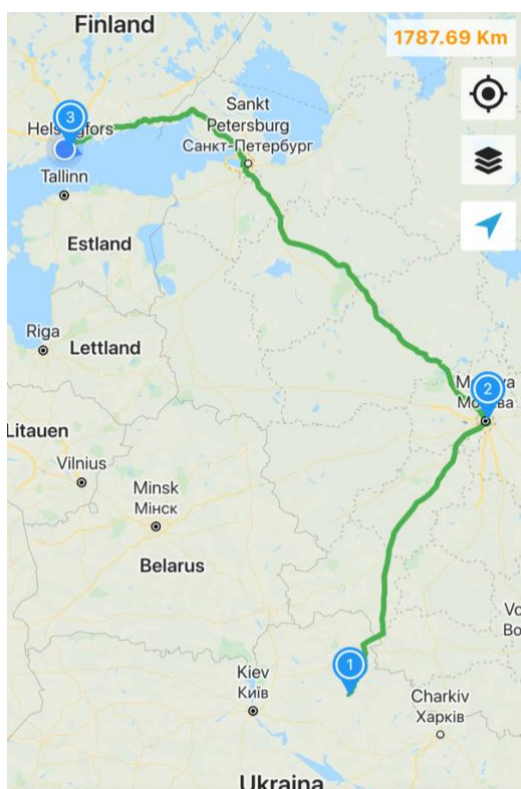 Finland
1787.69 Km
3
Helsingfors
Sankt
Petersburg
Санкт-Петербург
Tallinn
Estland
Riga
Lettland
2
Litauen
Vilnius
Minsk
Мінск
Belarus
1
Kiev
Київ
Charkiv
Харків
Ukraina